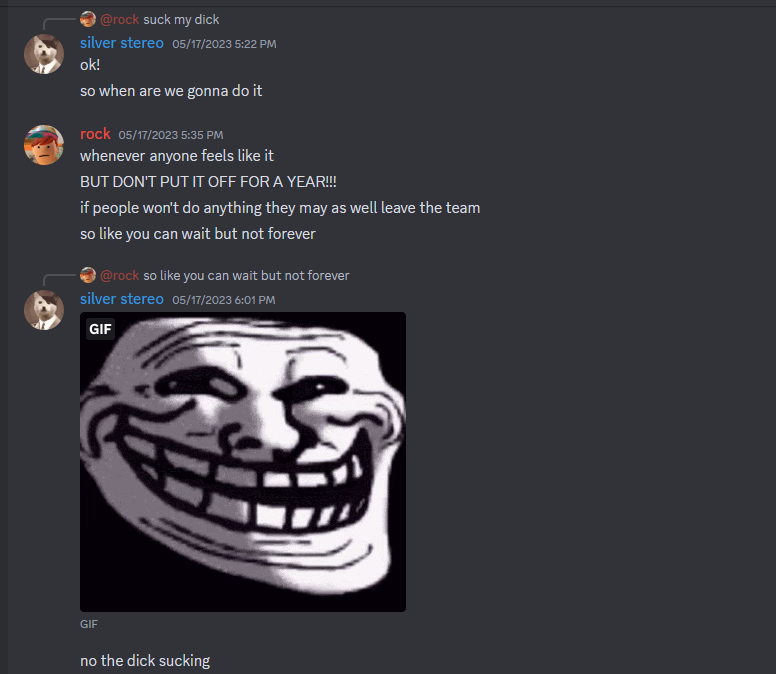 @rock suck my dick
silver stereo 05/17/2023 5:22 PM
ok!
so when are we gonna do it
rock 05/17/2023 5:35 PM
whenever anyone feels like it
BUT DON'T PUT IT OFF FOR A YEAR!!!
if people won't do anything they may as well leave the team
so like you can wait but not forever
@rock so like you can wait but not forever
silver stereo 05/17/2023 6:01 PM
GIF
GIF
no the dick sucking